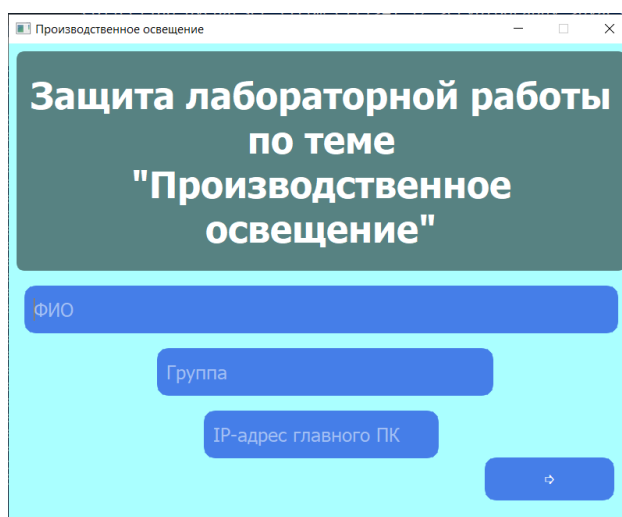 Производственное освещение
Защита лабораторной работы
по теме
"Производственное
освещение"
ФИО
Группа
IP-адрес главного ПК